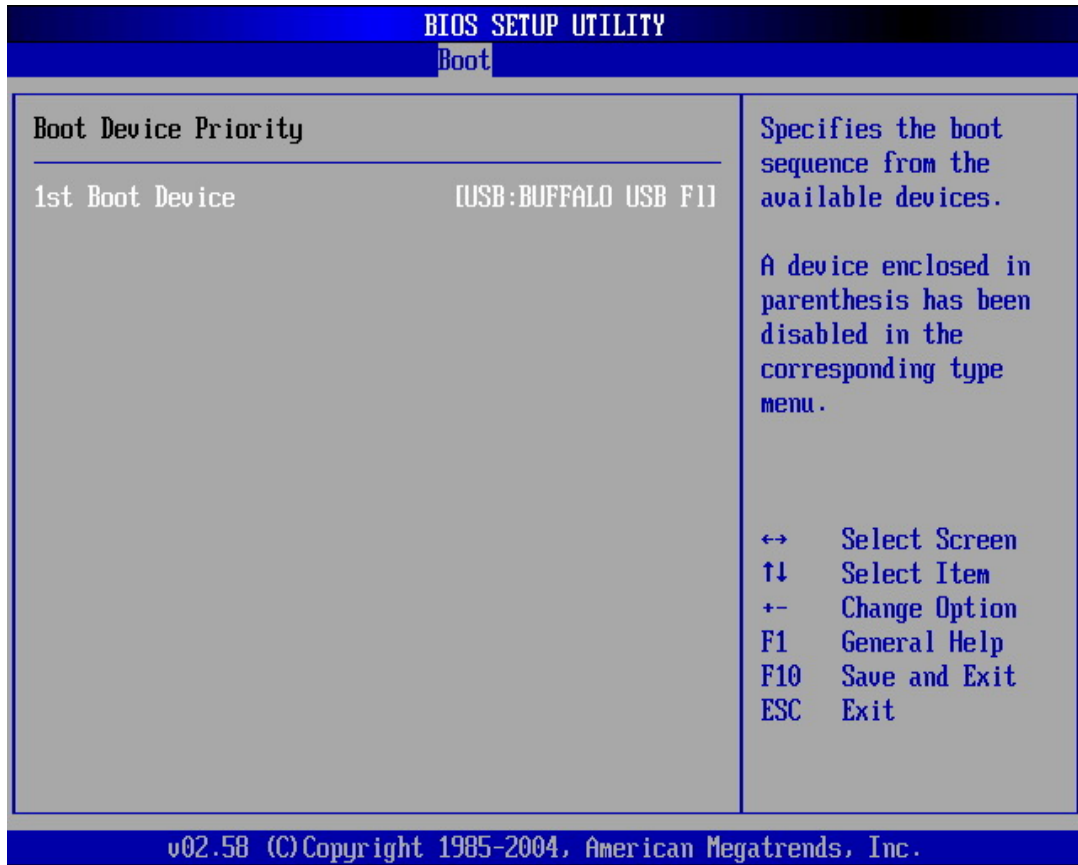 BIOS SETUP UTILITY
Boot
Boot Device Priority
1st Boot Device [USB:BUFFALO USB Fl]
Specifies the boot
sequence from the
available devices.
A device enclosed in
parenthesis has been
disabled in the
corresponding type
menu.
←→ Select Screen
↑↓ Select Item
+- Change Option
F1 General Help
F10 Save and Exit
ESC Exit
v02.58 (C)Copyright 1985-2004, American Megatrends, Inc.